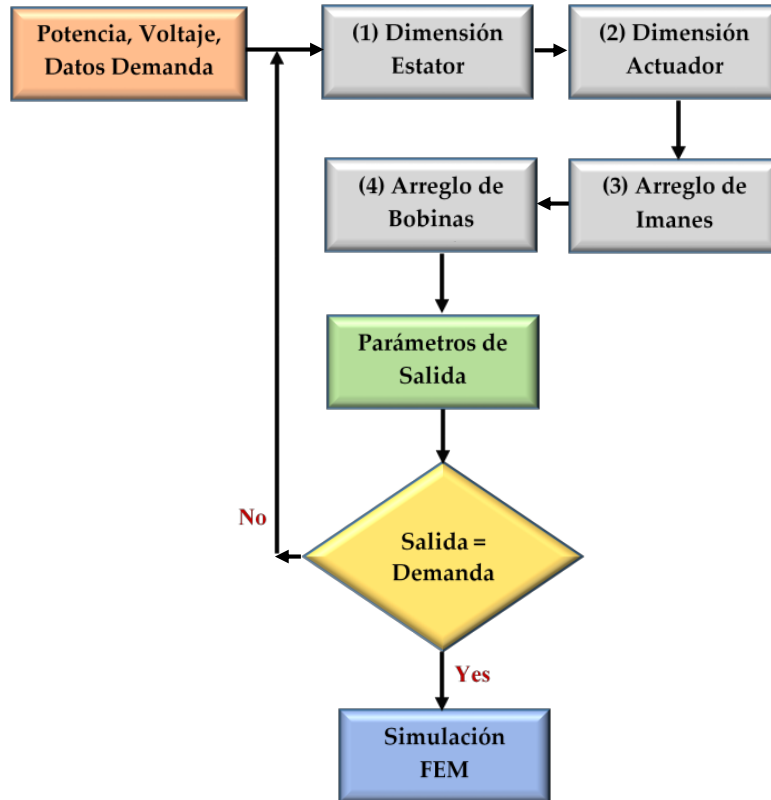 Potencia, Voltaje,
Datos Demanda
(1) Dimensión
Estator
(2) Dimensión
Actuador
(4) Arreglo de
Bobinas
(3) Arreglo de
Imanes
Parámetros de
Salida
No
Salida =
Demanda
Yes
Simulación
FEM